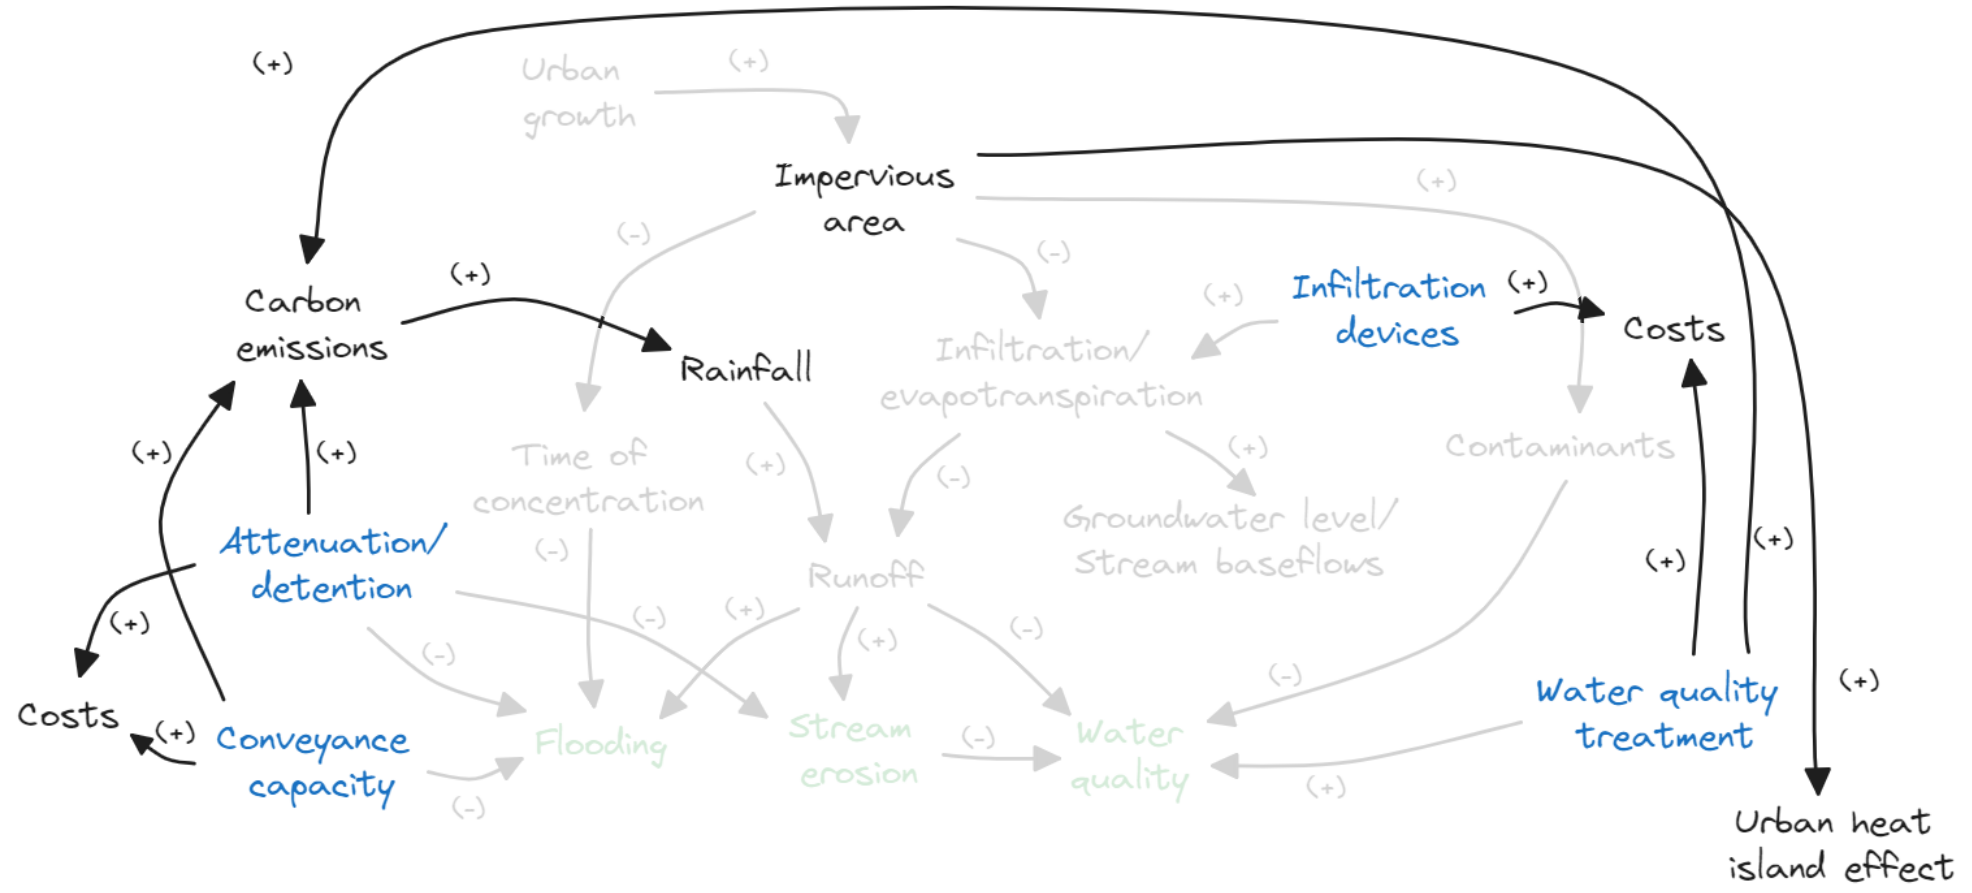 (+)
Urban
growth
(+)
Impervious
area
(+)
(-)
(-)
Carbon
emissions
(+)
Rainfall
Infiltration/
evapotranspiration
(+)
Infiltration
devices
(+)
Costs
(+)
(+)
Time of
concentration
(+)
(-)
(+)
Contaminants
Attenuation/
detention
(-)
Runoff
Groundwater level/
Stream baseflows
(+)
(+)
(+)
(-)
(-)
(+)
(+)
(-)
(-)
Costs
(+)
Conveyance
capacity
(-)
Flooding
Stream
erosion
(-)
Water
quality
(+)
Water quality
treatment
(+)
Urban heat
island effect